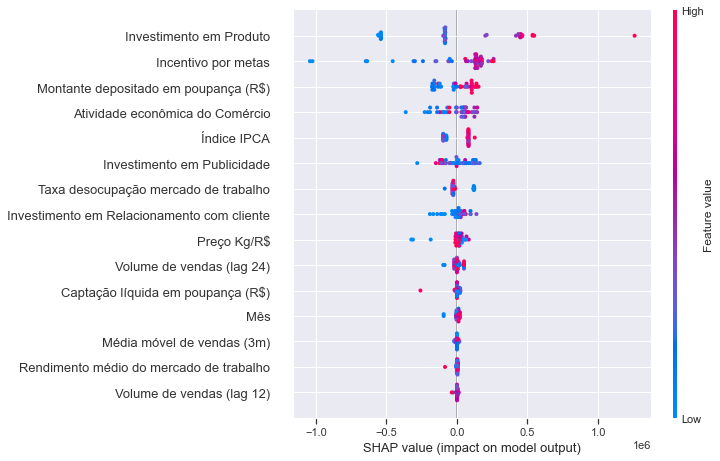 High
Investimento em Produto
Incentivo por metas
Montante depositado em poupança (R$)
Atividade econômica do Comércio
Índice IPCA
Investimento em Publicidade
Taxa desocupação mercado de trabalho
Investimento em Relacionamento com cliente
Preço Kg/R$
Volume de vendas (lag 24)
Captação líquida em poupança (R$)
Mês
Média móvel de vendas (3m)
Rendimento médio do mercado de trabalho
Volume de vendas (lag 12)
Feature value
Low
−1.0 −0.5 0.0 0.5 1.0
1e6
SHAP value (impact on model output)